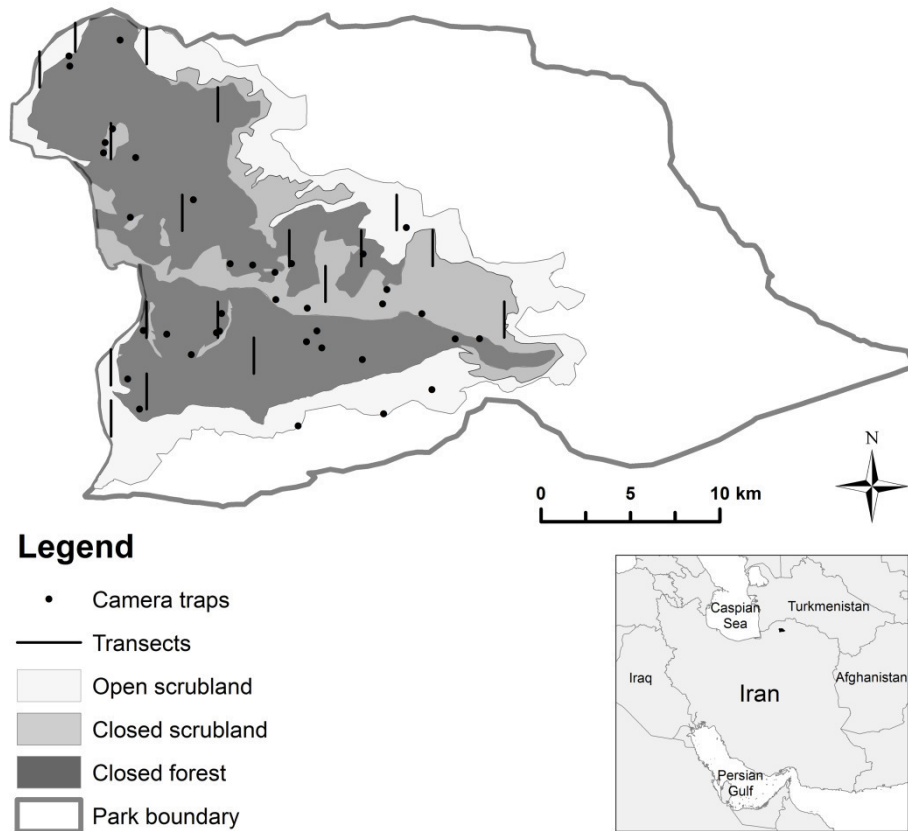 N
0 5 10 km
Legend
Camera traps
Transects
Open scrubland
Closed scrubland
Closed forest
Park boundary
Caspian
Sea
Turkmenistan
Iraq
Iran
Afghanistan
Persian
Gulf